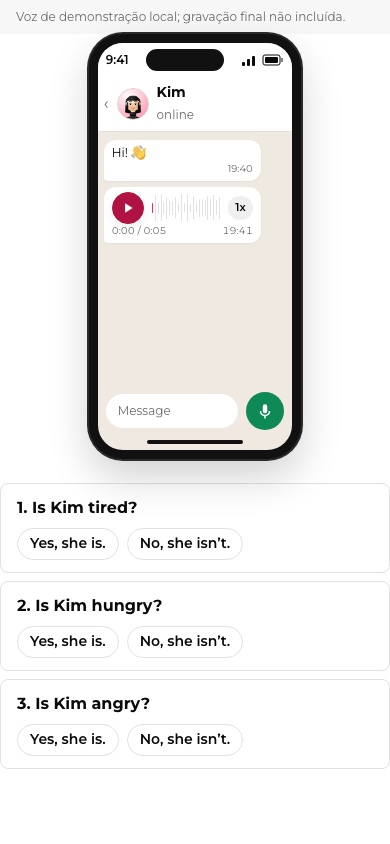 Voz de demonstração local; gravação final não incluída.
9:41
‹
Kim
online
Hi! 👋
19:40
1x
0:00 / 0:05
19:41
Message
1. Is Kim tired?
Yes, she is.
No, she isn’t.
2. Is Kim hungry?
Yes, she is.
No, she isn’t.
3. Is Kim angry?
Yes, she is.
No, she isn’t.